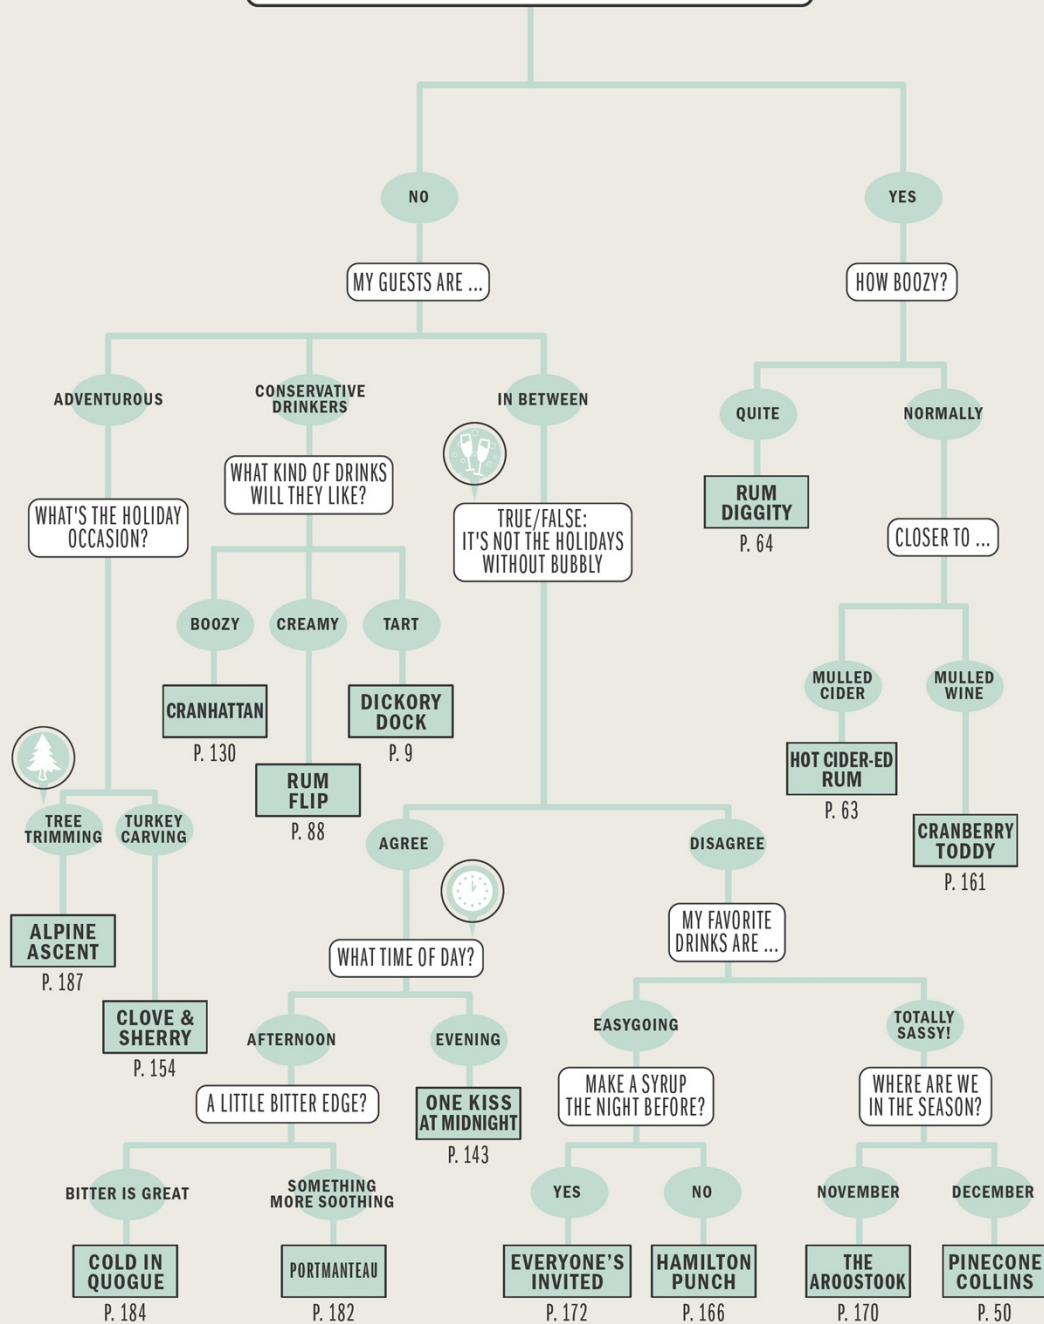 NO
YES
MY GUESTS ARE ...
HOW BOOZY?
ADVENTUROUS
CONSERVATIVE
DRINKERS
IN BETWEEN
QUITE
NORMALLY
WHAT'S THE HOLIDAY
OCCASION?
WHAT KIND OF DRINKS
WILL THEY LIKE?
TRUE/FALSE:
IT'S NOT THE HOLIDAYS
WITHOUT BUBBLY
RUM
DIGGITY
P. 64
CLOSER TO ...
BOOZY
CREAMY
TART
CRANHATTAN
P. 130
RUM
FLIP
P. 88
DICKORY
DOCK
P. 9
MULLED
CIDER
MULLED
WINE
HOT CIDER-ED
RUM
P. 63
CRANBERRY
TODDY
P. 161
TREE
TRIMMING
TURKEY
CARVING
ALPINE
ASCENT
P. 187
CLOVE &
SHERRY
P. 154
AGREE
DISAGREE
WHAT TIME OF DAY?
MY FAVORITE
DRINKS ARE ...
AFTERNOON
EVENING
EASYGOING
TOTALLY
SASSY!
A LITTLE BITTER EDGE?
ONE KISS
AT MIDNIGHT
P. 143
MAKE A SYRUP
THE NIGHT BEFORE?
WHERE ARE WE
IN THE SEASON?
BITTER IS GREAT
SOMETHING
MORE SOOTHING
YES
NO
NOVEMBER
DECEMBER
COLD IN
QUOGUE
P. 184
PORTMANTEAU
P. 182
EVERYONE'S
INVITED
P. 172
HAMILTON
PUNCH
P. 166
THE
AROOSTOOK
P. 170
PINECONE
COLLINS
P. 50